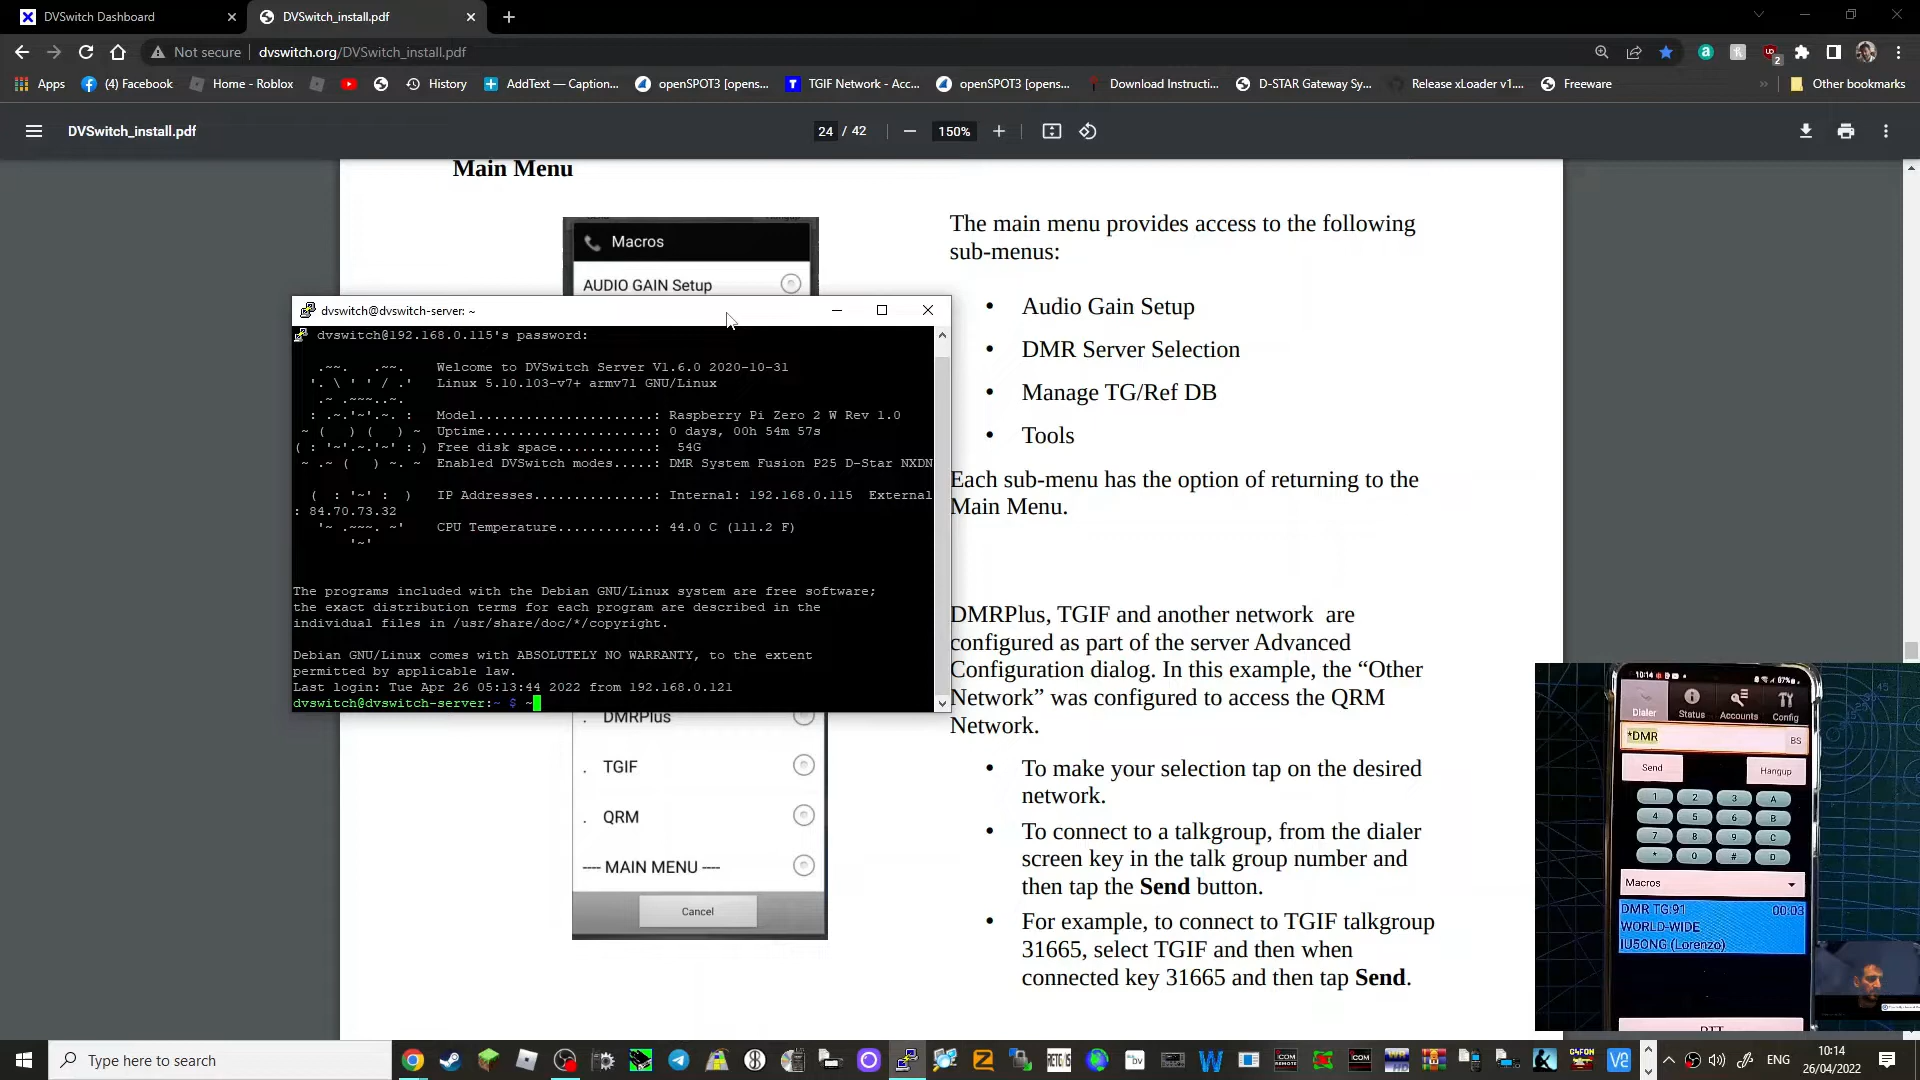 DVSwitch Dashboard
DVSwitch_install.pdf
Not secure
dvswitch.org/DVSwitch_install.pdf
2
Apps
(4) Facebook
Home - Roblox
History
AddText — Caption...
openSPOT3 [opens...
TGIF Network - Acc...
openSPOT3 [opens...
Download Instructi...
D-STAR Gateway Sy...
Release xLoader v1....
Freeware
Other bookmarks
DVSwitch_install.pdf
24 / 42
150%
Main Menu
Macros
AUDIO GAIN Setup
The main menu provides access to the following
sub-menus:
• Audio Gain Setup
• DMR Server Selection
• Manage TG/Ref DB
• Tools
Each sub-menu has the option of returning to the
Main Menu.
dvswitch@dvswitch-server: ~
dvswitch@192.168.0.115's password:
Welcome to DVSwitch Server V1.6.0 2020-10-31
Linux 5.10.103-v7+ armv7l GNU/Linux
Model......................: Raspberry Pi Zero 2 W Rev 1.0
Uptime.....................: 0 days, 00h 54m 57s
Free disk space............: 54G
Enabled DVSwitch modes.....: DMR System Fusion P25 D-Star NXDN
IP Addresses...............: Internal: 192.168.0.115 External
: 84.70.73.32
CPU Temperature............: 44.0 C (111.2 F)
The programs included with the Debian GNU/Linux system are free software;
the exact distribution terms for each program are described in the
individual files in /usr/share/doc/*/copyright.
Debian GNU/Linux comes with ABSOLUTELY NO WARRANTY, to the extent
permitted by applicable law.
Last login: Tue Apr 26 05:13:44 2022 from 192.168.0.121
dvswitch@dvswitch-server:~ $ ~
DMRPlus
. TGIF
. QRM
---- MAIN MENU ----
Cancel
DMRPlus, TGIF and another network are
configured as part of the server Advanced
Configuration dialog. In this example, the “Other
Network” was configured to access the QRM
Network.
• To make your selection tap on the desired
network.
• To connect to a talkgroup, from the dialer
screen key in the talk group number and
then tap the Send button.
• For example, to connect to TGIF talkgroup
31665, select TGIF and then when
connected key 31665 and then tap Send.
10:14
87%
Dialer
Status
Accounts
Config
*DMR
BS
Send
Hangup
1 2 3 A
4 5 6 B
7 8 9 C
* 0 # D
Macros
DMR TG:91 00:03
WORLD-WIDE
IU5ONG (Lorenzo)
Type here to search
ENG
10:14
26/04/2022